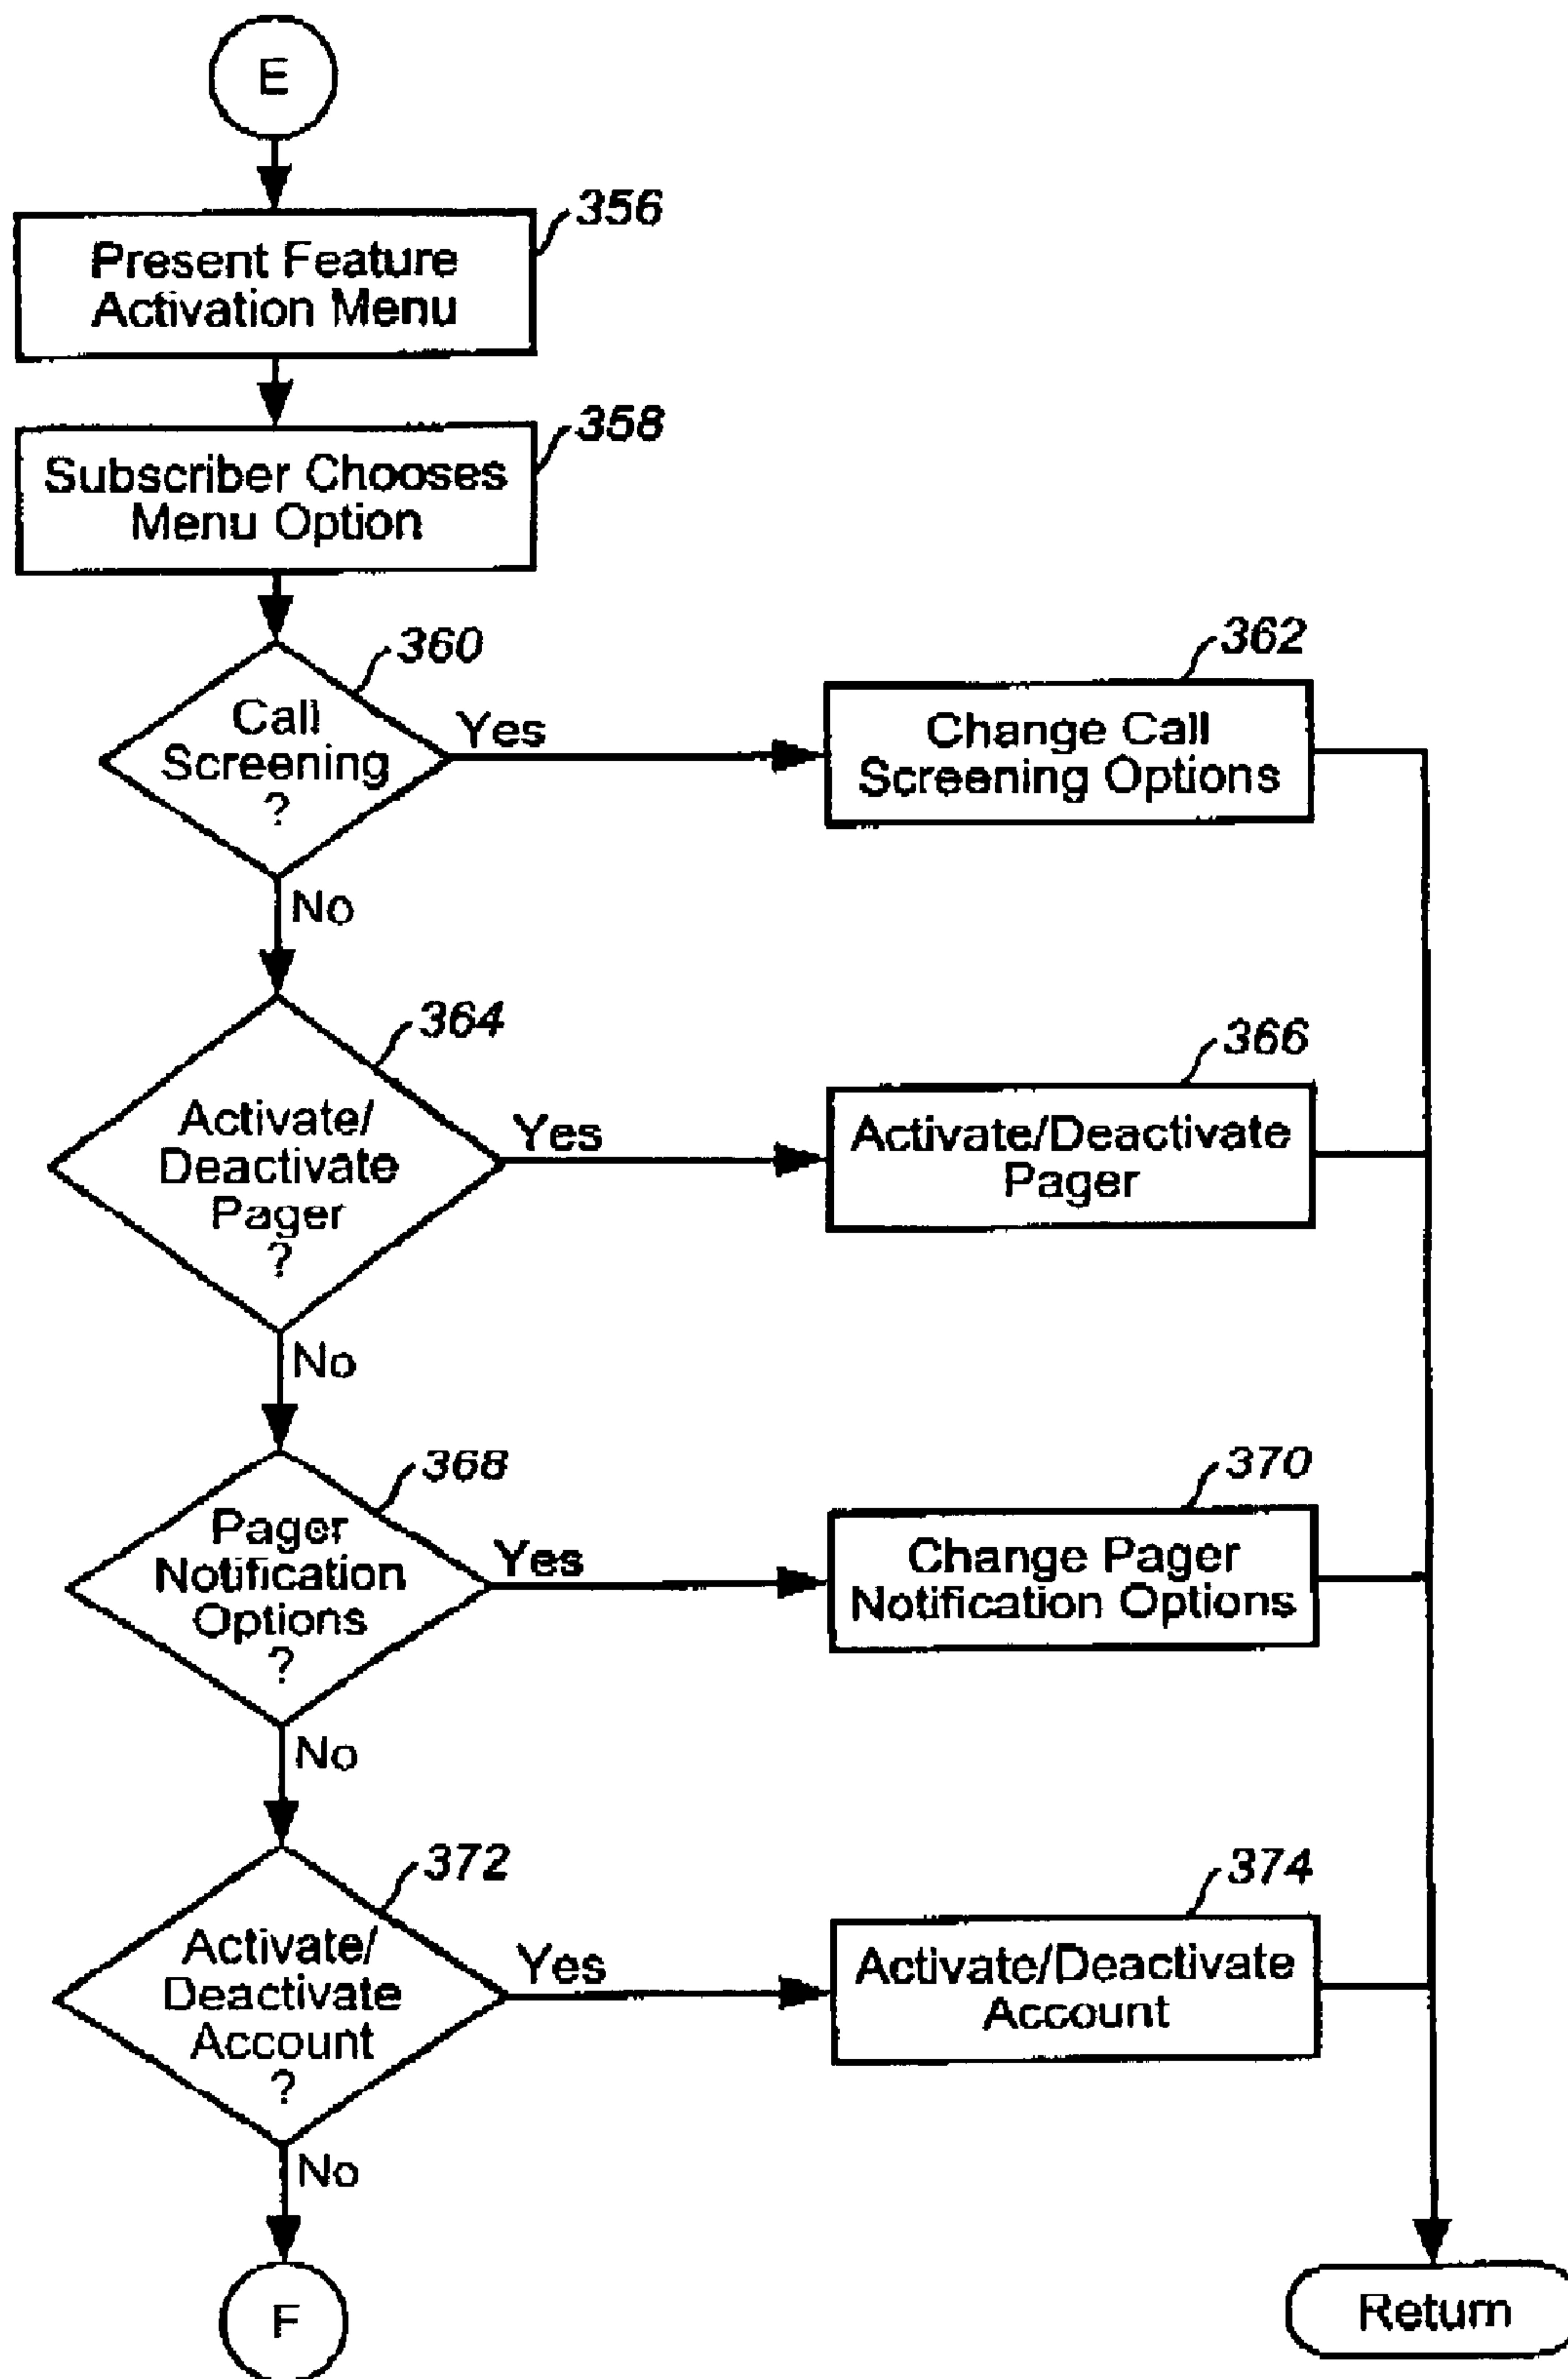 E
356
Present Feature
Activation Menu
358
Subscriber Chooses
Menu Option
360
Call
Screening
?
Yes
362
Change Call
Screening Options
No
364
Activate/
Deactivate
Pager
?
Yes
366
Activate/Deactivate
Pager
No
368
Pager
Notification
Options
?
Yes
370
Change Pager
Notification Options
No
372
Activate/
Deactivate
Account
?
Yes
374
Activate/Deactivate
Account
No
F
Return